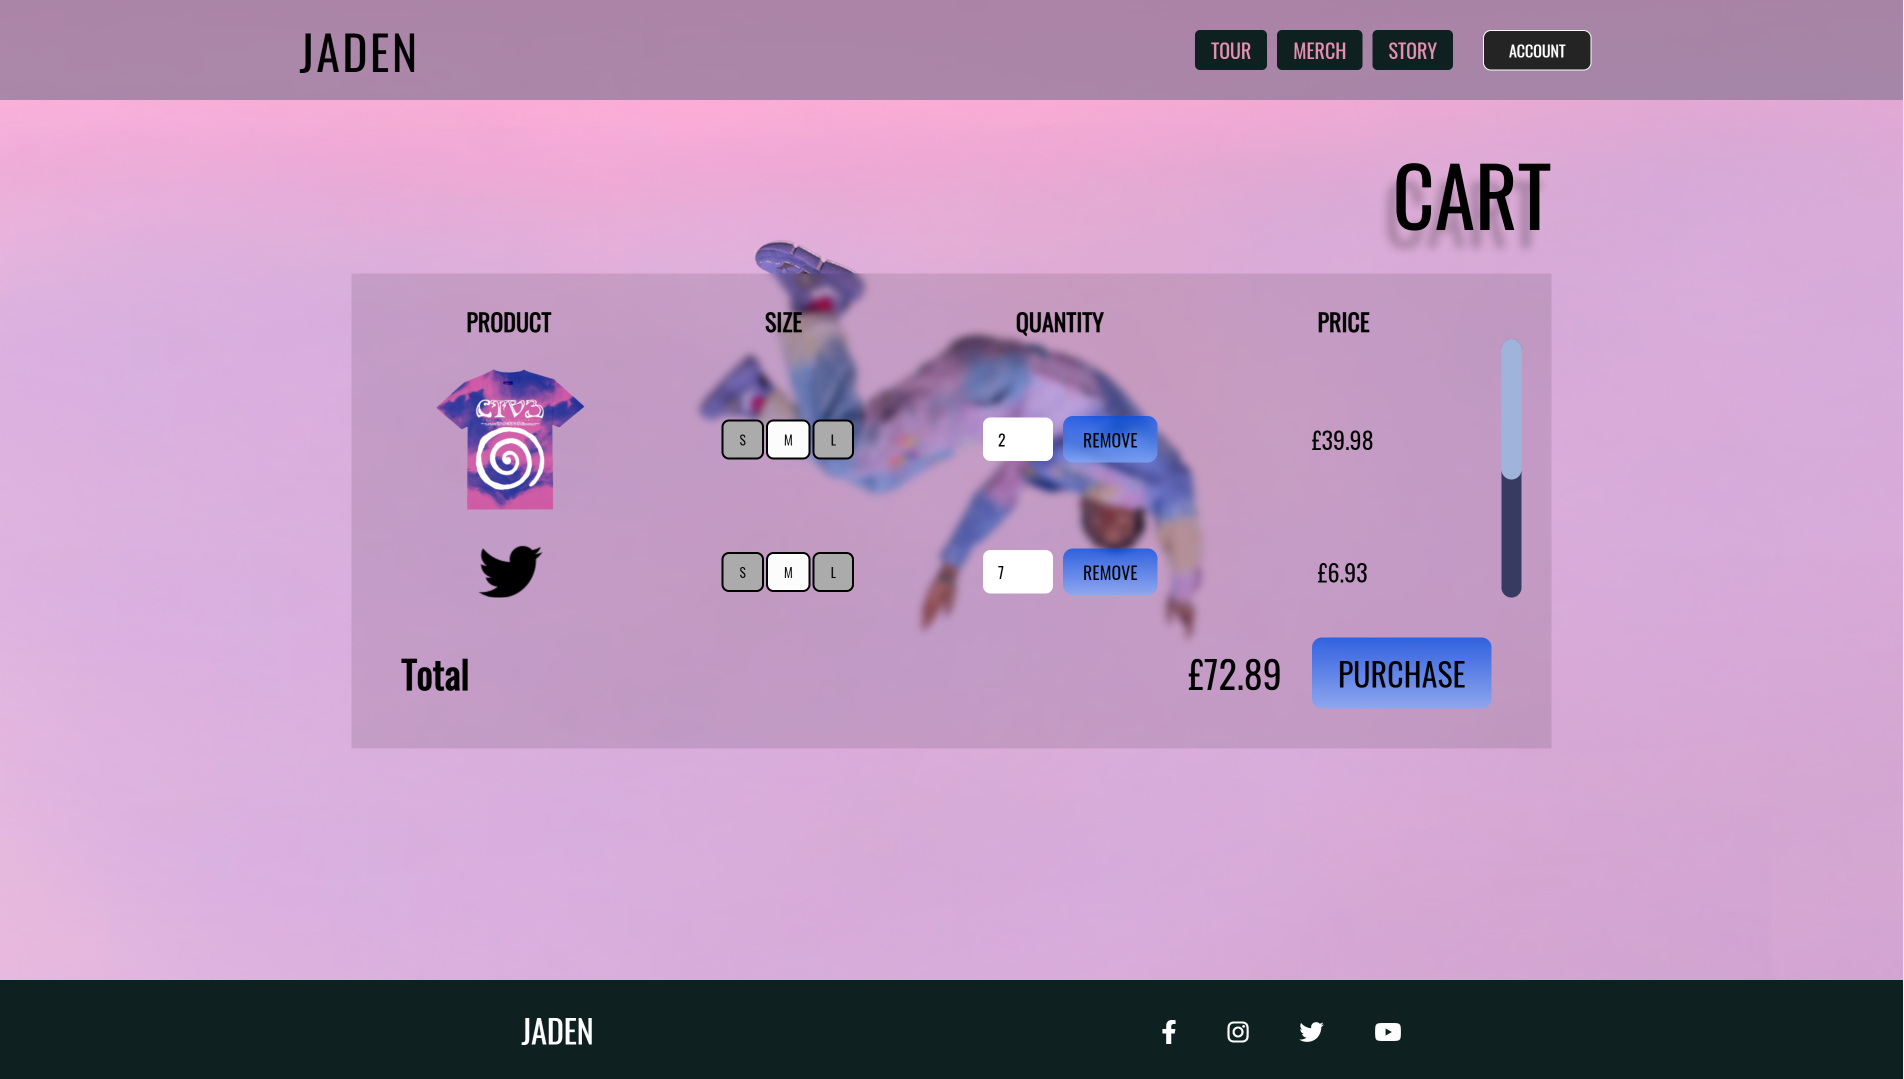 JADEN
TOUR MERCH STORY ACCOUNT
CART
PRODUCT SIZE QUANTITY PRICE
CTV3
S M L 2 REMOVE £39.98
S M L 7 REMOVE £6.93
Total £72.89 PURCHASE
JADEN